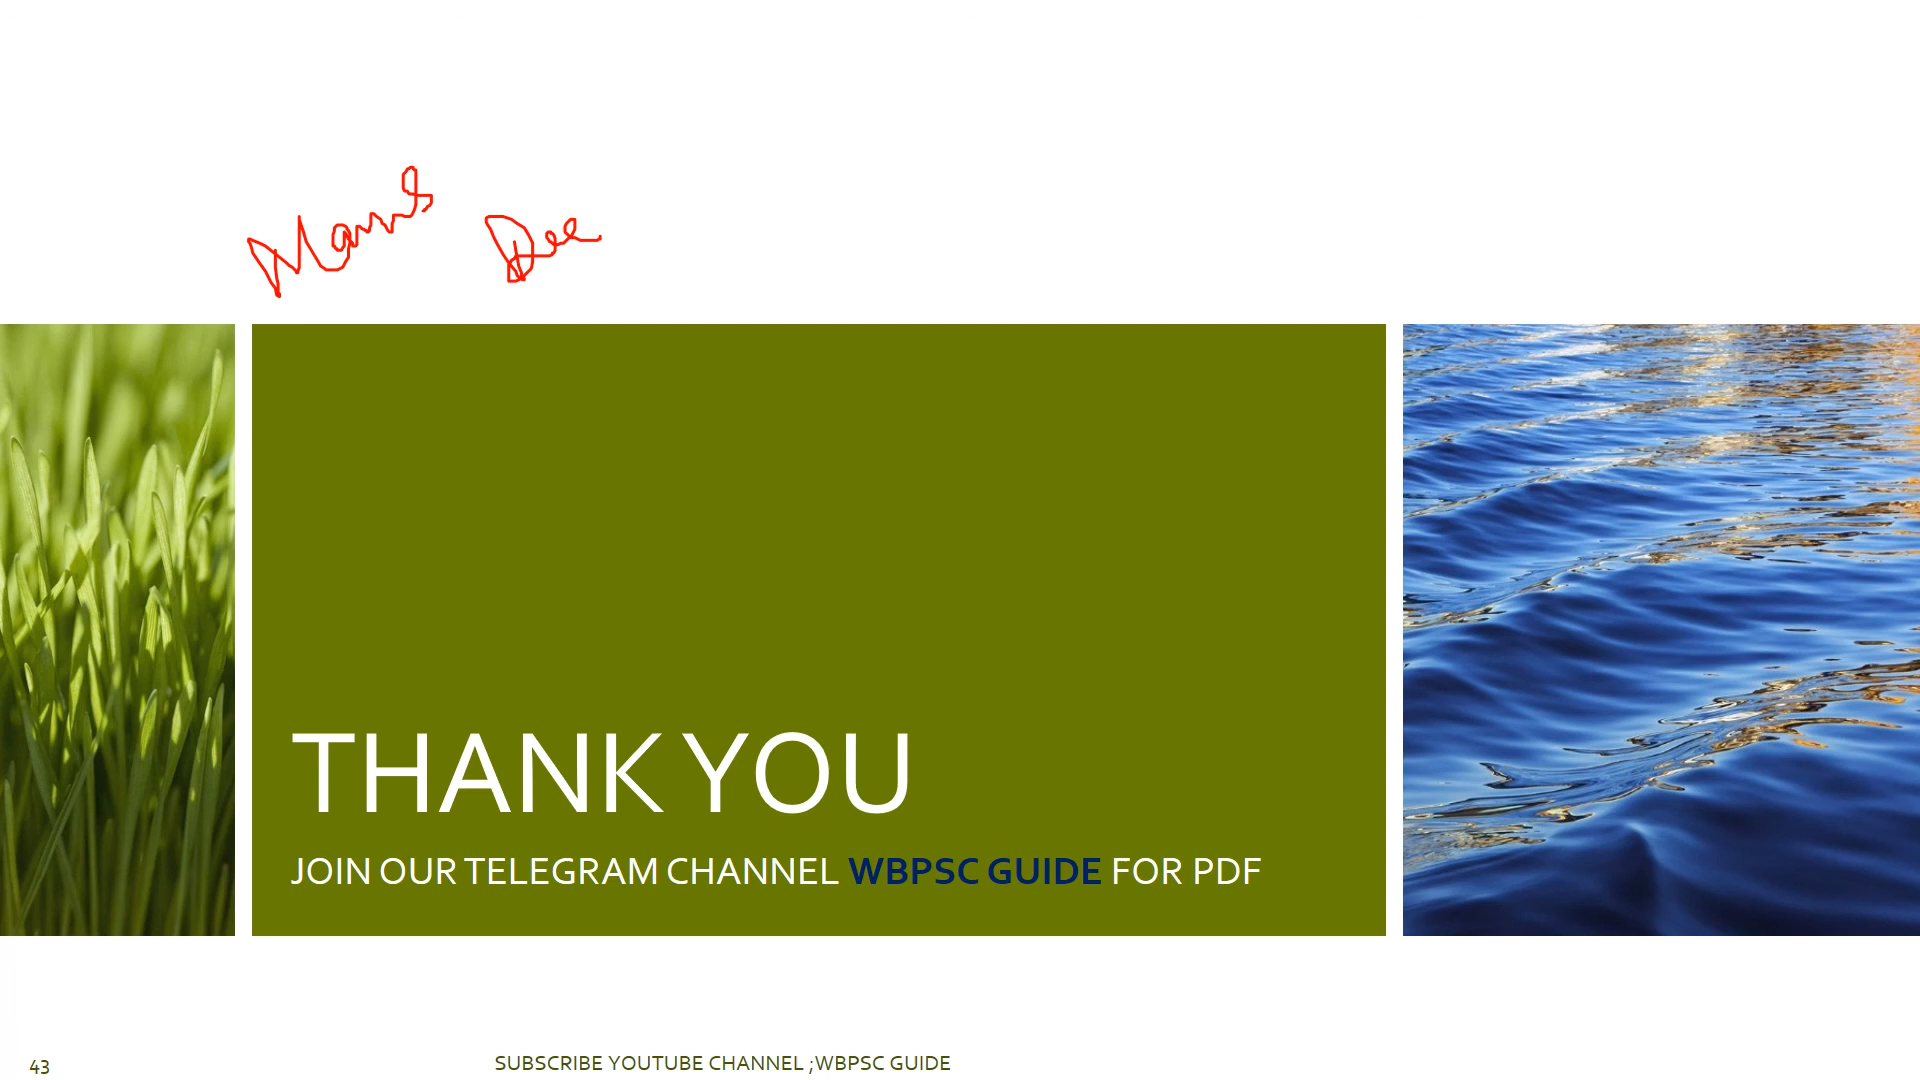 THANK YOU
JOIN OUR TELEGRAM CHANNEL WBPSC GUIDE FOR PDF
43
SUBSCRIBE YOUTUBE CHANNEL ;WBPSC GUIDE